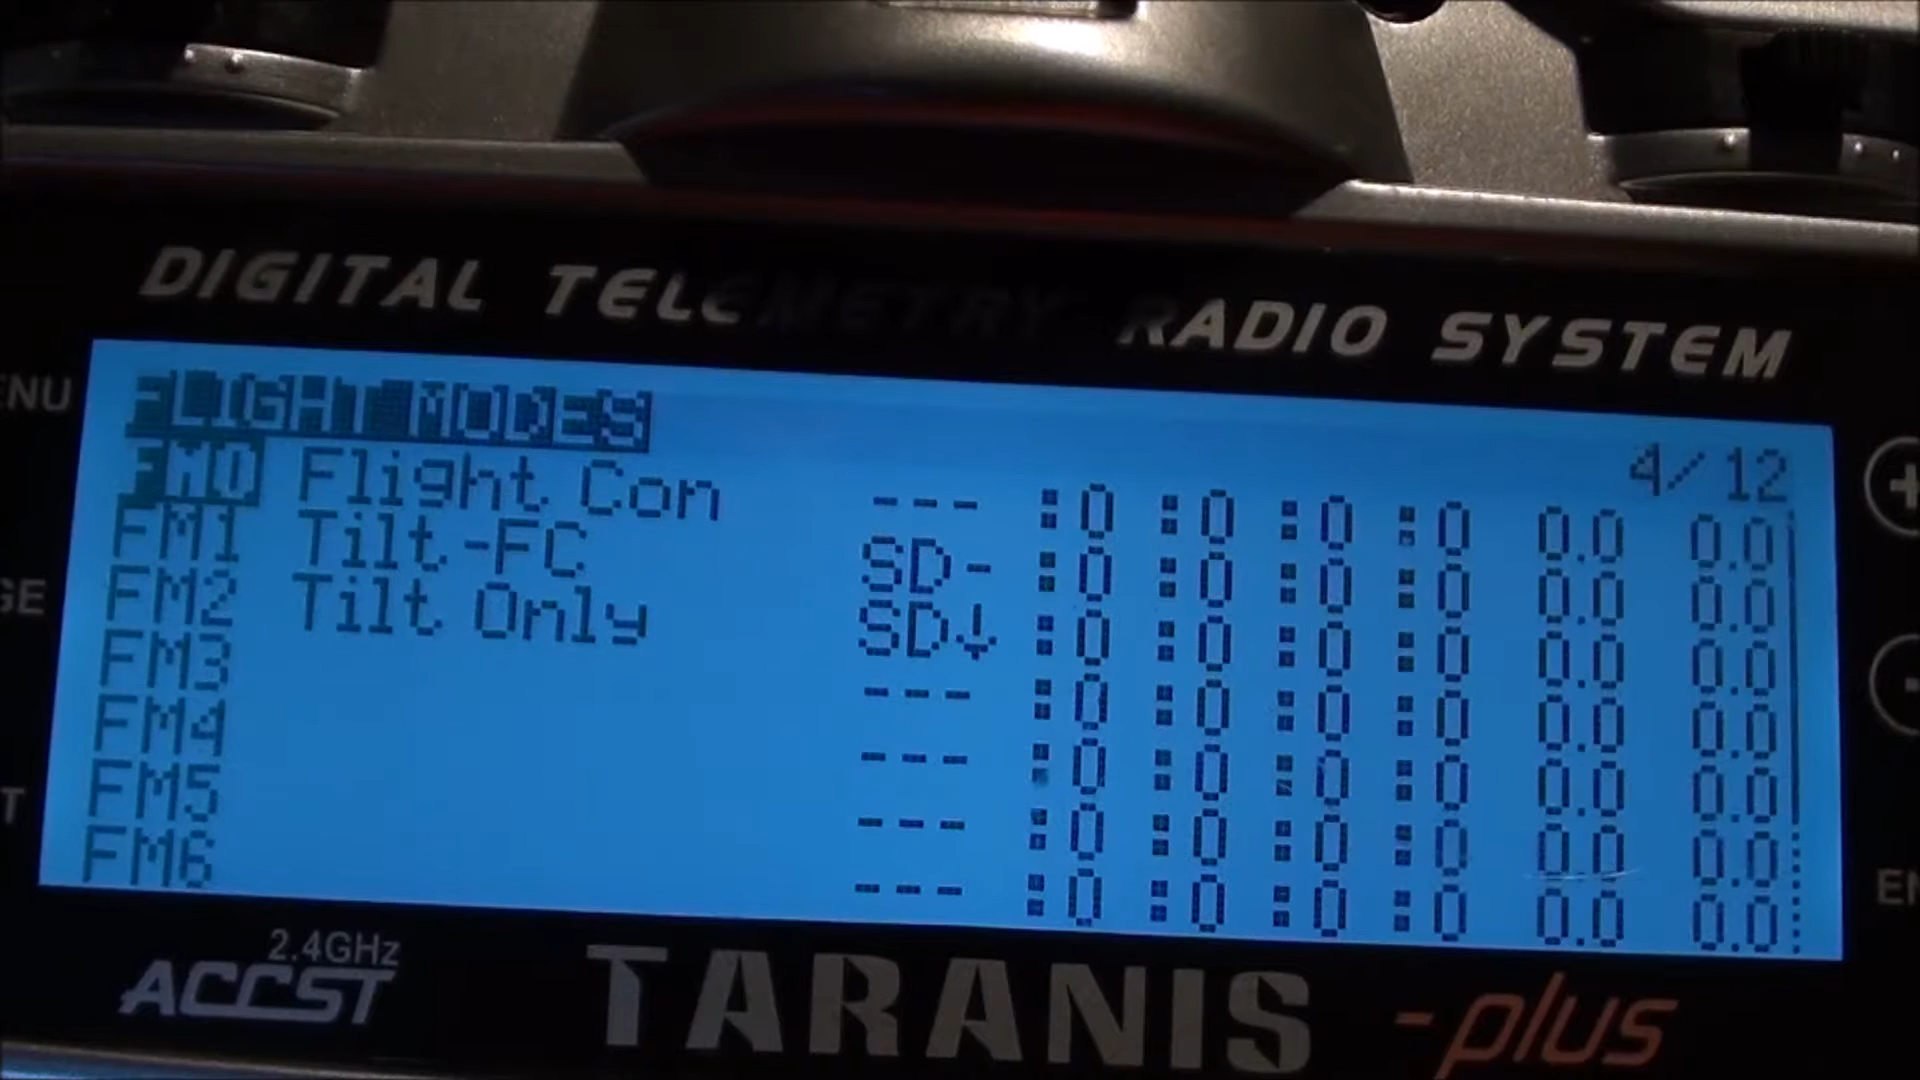 DIGITAL TELEMETRY RADIO SYSTEM
ENU
FLIGHT MODES 4/12
FM0 Flight Con --- :0 :0 :0 :0 0.0 0.0
FM1 Tilt-FC SD- :0 :0 :0 :0 0.0 0.0
FM2 Tilt Only SD↓ :0 :0 :0 :0 0.0 0.0
FM3 --- :0 :0 :0 :0 0.0 0.0
FM4 --- :0 :0 :0 :0 0.0 0.0
FM5 --- :0 :0 :0 :0 0.0 0.0
FM6 --- :0 :0 :0 :0 0.0 0.0
GE
T
+
-
EN
2.4GHz
ACCST
TARANIS -plus